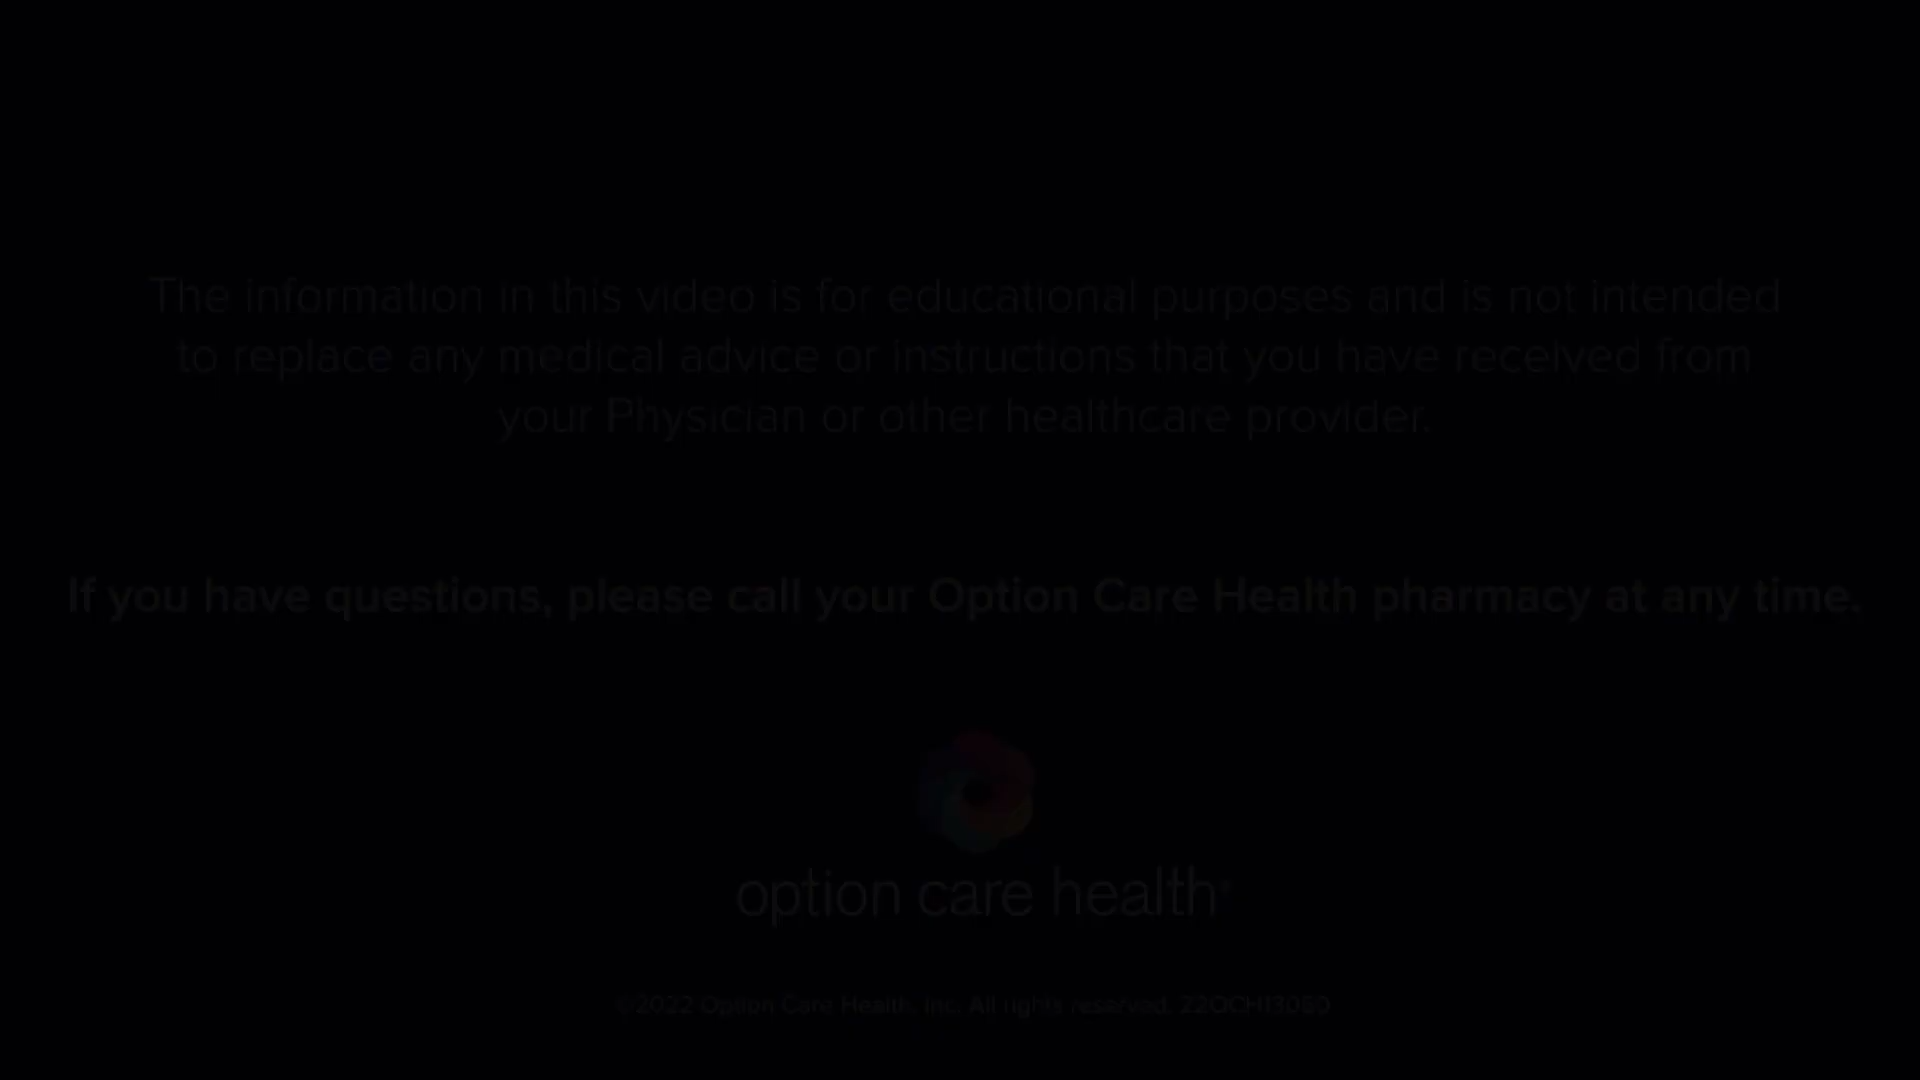 The information in this video is for educational purposes and is not intended
to replace any medical advice or instructions that you have received from
your Physician or other healthcare provider.
If you have questions, please call your Option Care Health pharmacy at any time.
option care health
©2022 Option Care Health, Inc. All rights reserved.